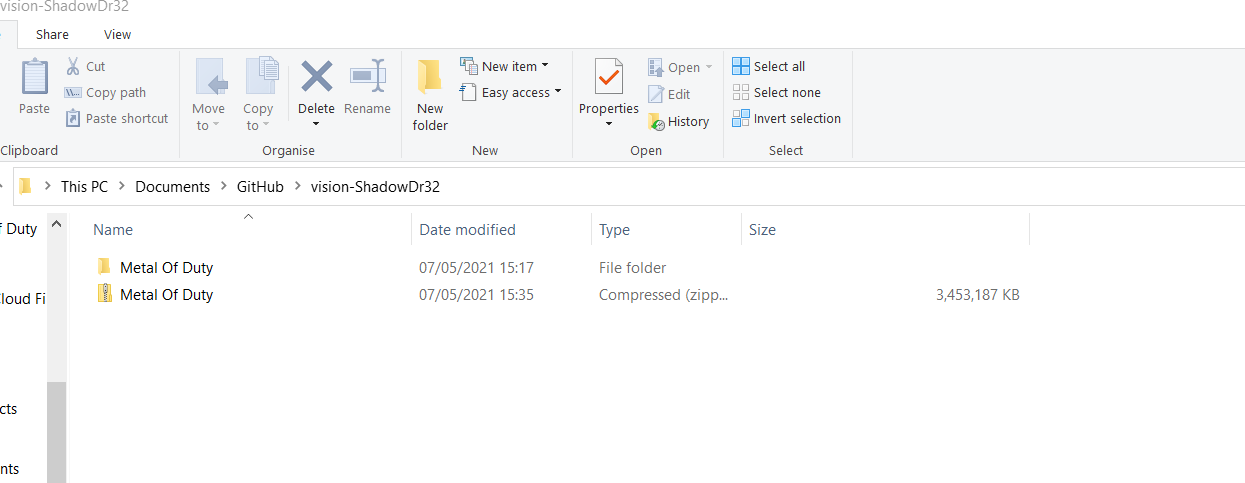 vision-ShadowDr32
Share View
Paste
Cut
Copy path
Paste shortcut
Move to
Copy to
Delete
Rename
New folder
New item
Easy access
Properties
Open
Edit
History
Select all
Select none
Invert selection
Clipboard Organise New Open Select
This PC > Documents > GitHub > vision-ShadowDr32
Of Duty
Cloud Fi
cts
nts
Name Date modified Type Size
Metal Of Duty 07/05/2021 15:17 File folder
Metal Of Duty 07/05/2021 15:35 Compressed (zipp... 3,453,187 KB